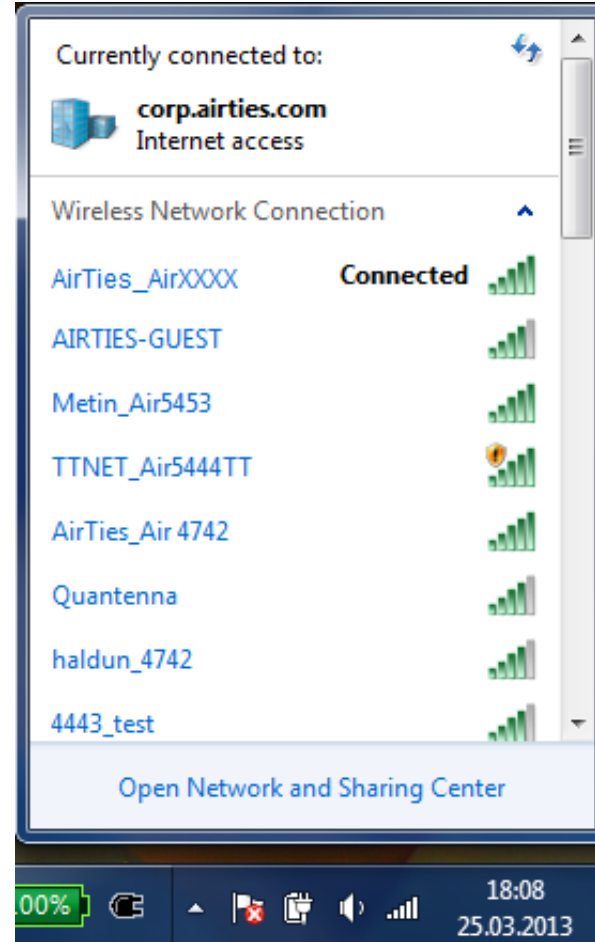 Currently connected to:
corp.airties.com
Internet access
Wireless Network Connection
AirTies_AirXXXX Connected
AIRTIES-GUEST
Metin_Air5453
TTNET_Air5444TT
AirTies_Air 4742
Quantenna
haldun_4742
4443_test
Open Network and Sharing Center
00% 18:08
25.03.2013